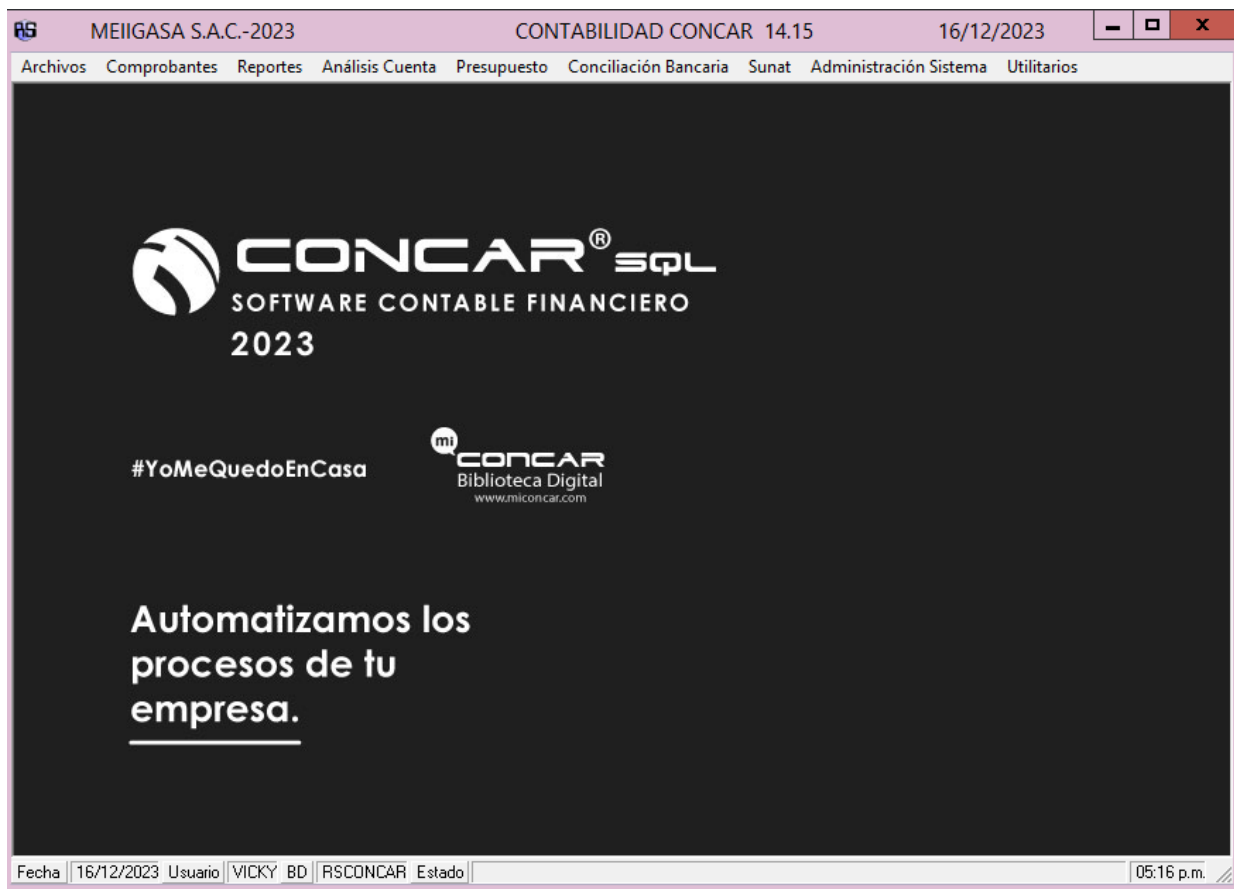 RS MEIIGASA S.A.C.-2023 CONTABILIDAD CONCAR 14.15 16/12/2023
Archivos Comprobantes Reportes Análisis Cuenta Presupuesto Conciliación Bancaria Sunat Administración Sistema Utilitarios
CONCAR® SQL
SOFTWARE CONTABLE FINANCIERO
2023
#YoMeQuedoEnCasa
mi
CONCAR
Biblioteca Digital
www.miconcar.com
Automatizamos los
procesos de tu
empresa.
Fecha 16/12/2023 Usuario VICKY BD RSCONCAR Estado 05:16 p.m.